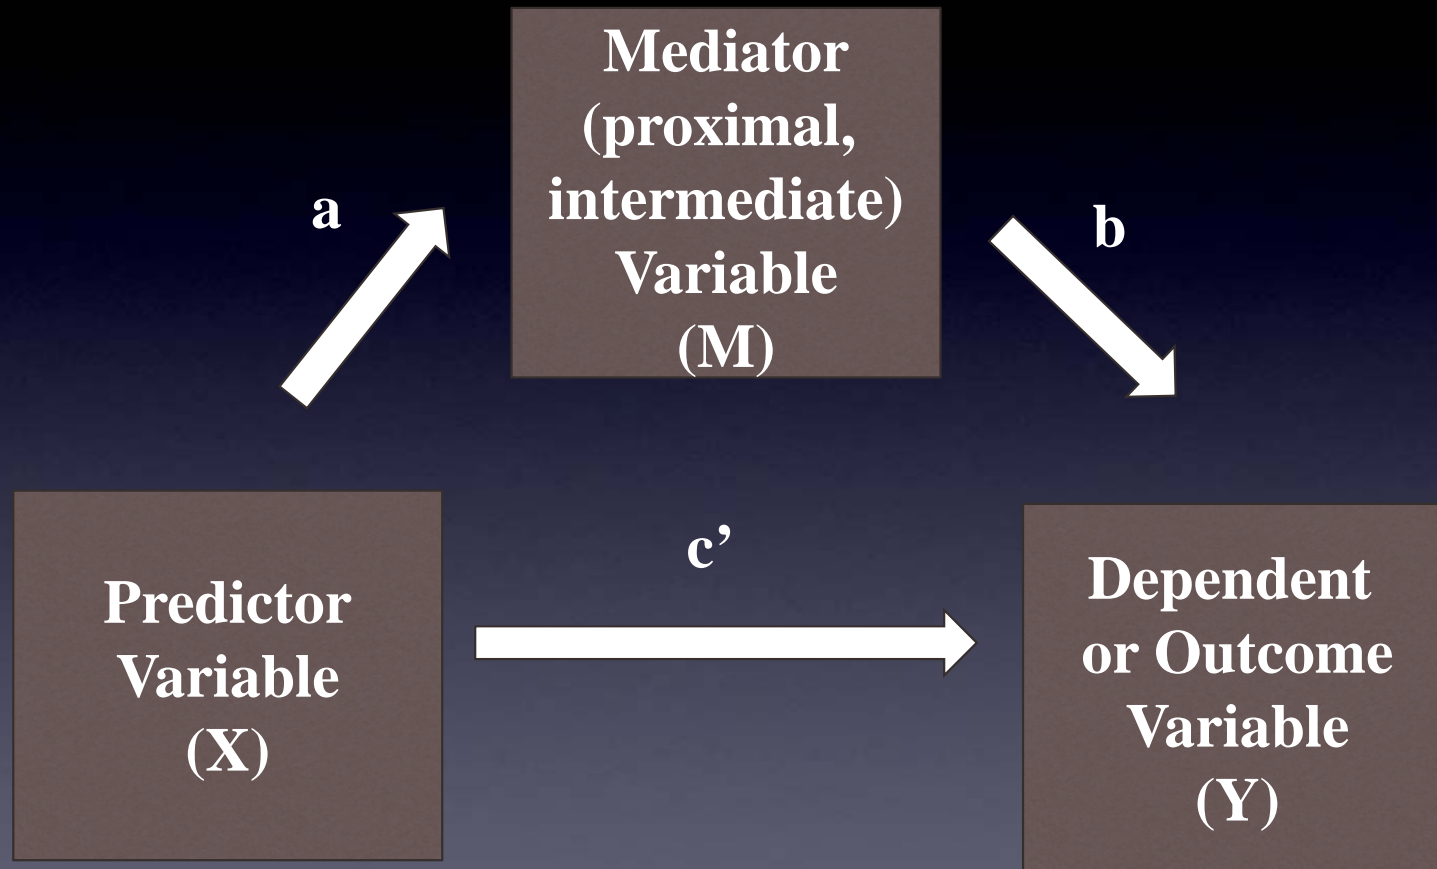 Mediator
(proximal,
intermediate)
Variable
(M)
a
b
c’
Predictor
Variable
(X)
Dependent
or Outcome
Variable
(Y)